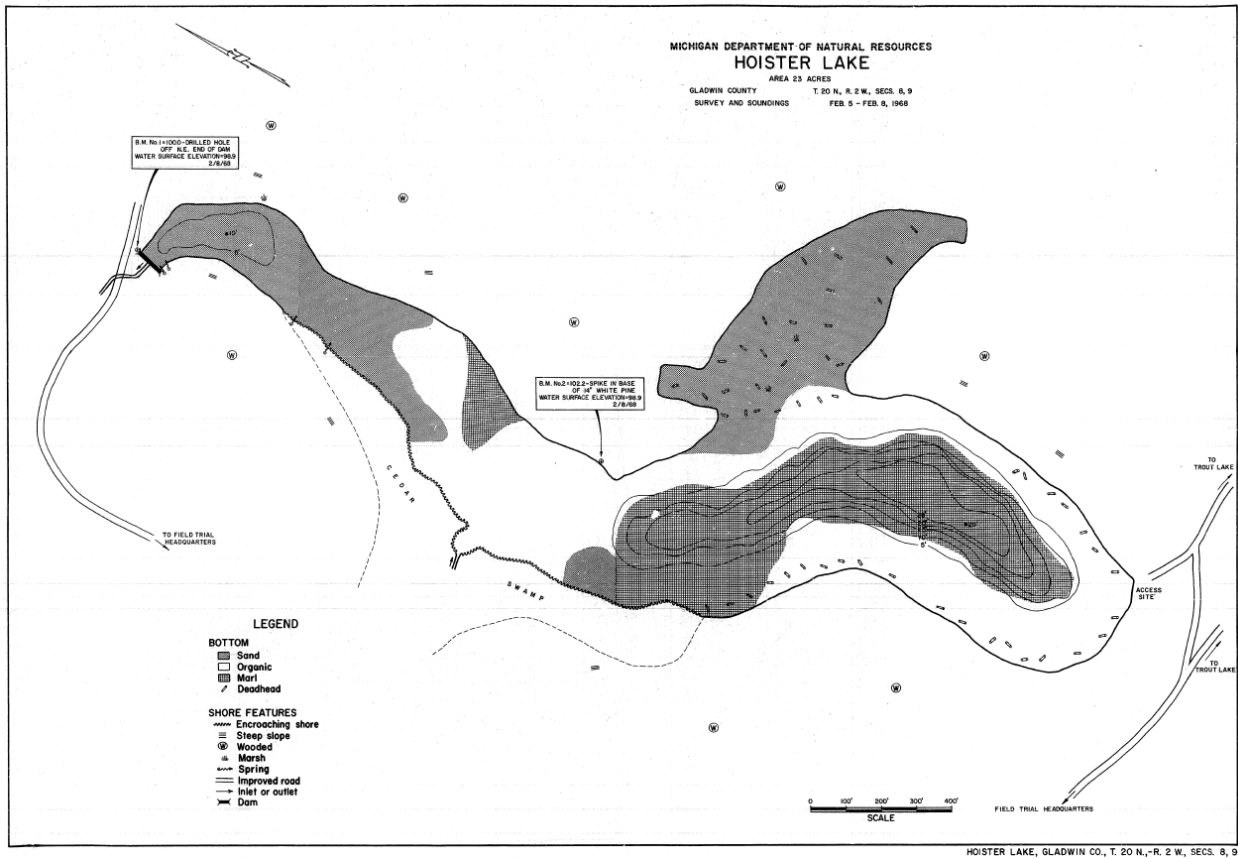 MICHIGAN DEPARTMENT OF NATURAL RESOURCES
HOISTER LAKE
AREA 23 ACRES
GLADWIN COUNTY T. 20 N., R. 2 W., SECS. 8, 9
SURVEY AND SOUNDINGS FEB. 5 – FEB. 8, 1968
N
B.M. No.1=100.0-DRILLED HOLE
OFF N.E. END OF DAM
WATER SURFACE ELEVATION=98.9
2/8/68
10'
5'
B.M. No.2=102.2-SPIKE IN BASE
OF 14" WHITE PINE
WATER SURFACE ELEVATION=98.9
2/8/68
W
W
W
W
W
W
W
W
TO
TROUT LAKE
CEDAR
SWAMP
TO FIELD TRIAL
HEADQUARTERS
5'
ACCESS
SITE
TO
TROUT LAKE
LEGEND
BOTTOM
Sand
Organic
Marl
Deadhead
SHORE FEATURES
Encroaching shore
Steep slope
W Wooded
Marsh
Spring
Improved road
Inlet or outlet
Dam
0 100' 200' 300' 400'
SCALE
FIELD TRIAL HEADQUARTERS
HOISTER LAKE, GLADWIN CO., T. 20 N.,-R. 2 W., SECS. 8, 9